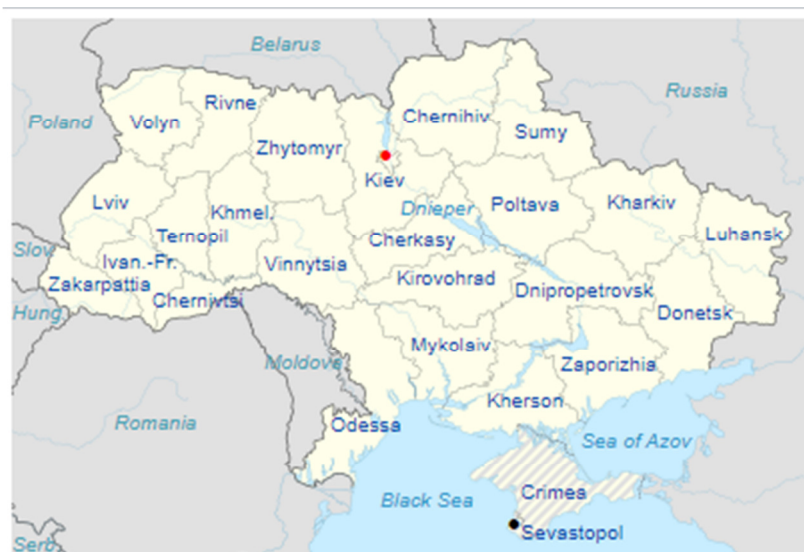 Belarus
Russia
Poland
Volyn
Rivne
Chernihiv
Sumy
Zhytomyr
Kiev
Lviv
Khmel.
Dnieper
Poltava
Kharkiv
Ternopil
Luhansk
Slov.
Ivan.-Fr.
Cherkasy
Vinnytsia
Zakarpattia
Kirovohrad
Chernivtsi
Dnipropetrovsk
Hung.
Donetsk
Mykolaiv
Moldova
Zaporizhia
Kherson
Romania
Odessa
Sea of Azov
Black Sea
Crimea
Sevastopol
Serb.